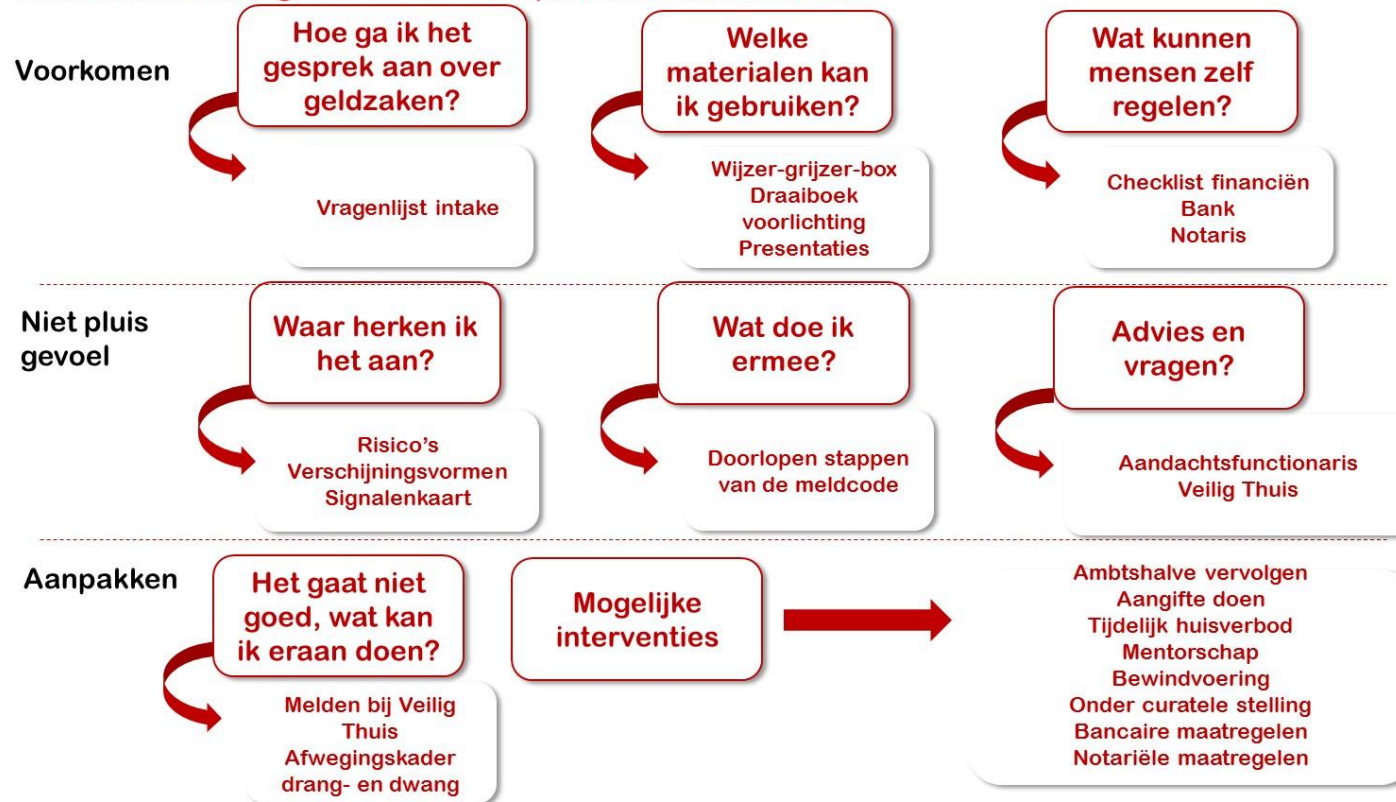 Voorkomen
Hoe ga ik het
gesprek aan over
geldzaken?
Vragenlijst intake
Welke
materialen kan
ik gebruiken?
Wijzer-grijzer-box
Draaiboek
voorlichting
Presentaties
Wat kunnen
mensen zelf
regelen?
Checklist financiën
Bank
Notaris
Niet pluis
gevoel
Waar herken ik
het aan?
Risico's
Verschijningsvormen
Signalenkaart
Wat doe ik
ermee?
Doorlopen stappen
van de meldcode
Advies en
vragen?
Aandachtsfunctionaris
Veilig Thuis
Aanpakken
Het gaat niet
goed, wat kan
ik eraan doen?
Melden bij Veilig
Thuis
Afwegingskader
drang- en dwang
Mogelijke
interventies
Ambtshalve vervolgen
Aangifte doen
Tijdelijk huisverbod
Mentorschap
Bewindvoering
Onder curatele stelling
Bancaire maatregelen
Notariële maatregelen